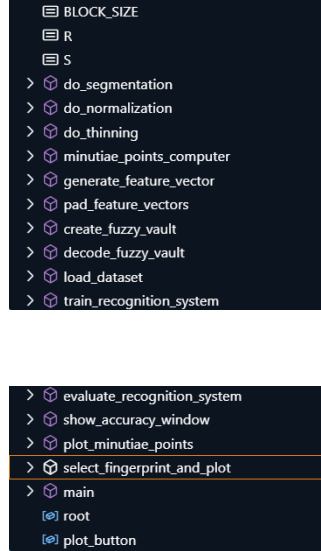 BLOCK_SIZE
R
S
do_segmentation
do_normalization
do_thinning
minutiae_points_computer
generate_feature_vector
pad_feature_vectors
create_fuzzy_vault
decode_fuzzy_vault
load_dataset
train_recognition_system
evaluate_recognition_system
show_accuracy_window
plot_minutiae_points
select_fingerprint_and_plot
main
root
plot_button